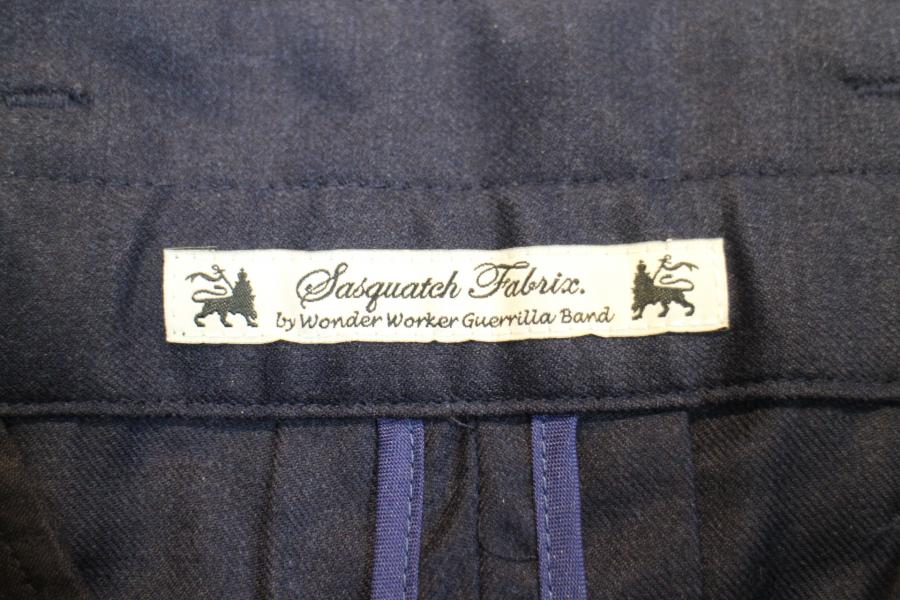 Sasquatch Fabrix.
by Wonder Worker Guerrilla Band